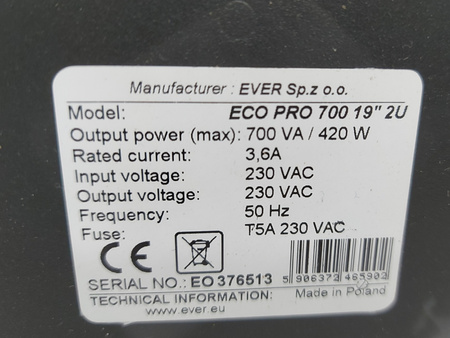 Manufacturer : EVER Sp.z o.o.
Model: ECO PRO 700 19" 2U
Output power (max): 700 VA / 420 W
Rated current: 3,6A
Input voltage: 230 VAC
Output voltage: 230 VAC
Frequency: 50 Hz
Fuse: T5A 230 VAC
CE
SERIAL NO.: EO 376513 5 906372 465902
TECHNICAL INFORMATION: Made in Poland
www.ever.eu